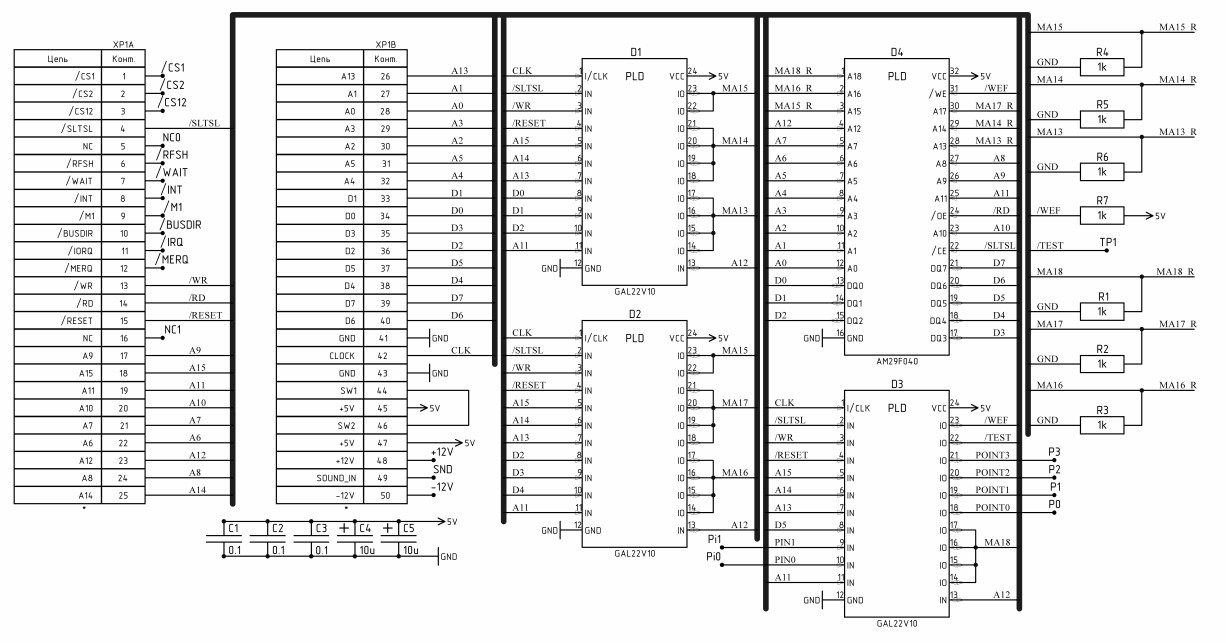 XP1A
Цепь Конт.
/CS1 1 /CS1
/CS2 2 /CS2
/CS12 3 /CS12
/SLTSL 4 /SLTSL
NC 5 NC0
/RFSH 6 /RFSH
/WAIT 7 /WAIT
/INT 8 /INT
/M1 9 /M1
/BUSDIR 10 /BUSDIR
/IORQ 11 /IRQ
/MERQ 12 /MERQ
/WR 13 /WR
/RD 14 /RD
/RESET 15 /RESET
NC 16 NC1
A9 17 A9
A15 18 A15
A11 19 A11
A10 20 A10
A7 21 A7
A6 22 A6
A12 23 A12
A8 24 A8
A14 25 A14
XP1B
Цепь Конт.
A13 26 A13
A1 27 A1
A0 28 A0
A3 29 A3
A2 30 A2
A5 31 A5
A4 32 A4
D1 33 D1
D0 34 D0
D3 35 D3
D2 36 D2
D5 37 D5
D4 38 D4
D7 39 D7
D6 40 D6
GND 41 GND
CLOCK 42 CLK
GND 43 GND
SW1 44
+5V 45 5V
SW2 46
+5V 47 5V
+12V 48 +12V
SOUND_IN 49 SND
-12V 50 -12V
C1 C2 C3 + C4 + C5 5V
0.1 0.1 0.1 10u 10u GND
D1
CLK 1 I/CLK PLD VCC 24 5V
/SLTSL 2 IN IO 23 MA15
/WR 3 IN IO 22
/RESET 4 IN IO 21
A15 5 IN IO 20 MA14
A14 6 IN IO 19
A13 7 IN IO 18
D0 8 IN IO 17
D1 9 IN IO 16 MA13
D2 10 IN IO 15
A11 11 IN IO 14
GND 12 GND IN 13 A12
GAL22V10
D2
CLK 1 I/CLK PLD VCC 24 5V
/SLTSL 2 IN IO 23 MA15
/WR 3 IN IO 22
/RESET 4 IN IO 21
A15 5 IN IO 20 MA17
A14 6 IN IO 19
A13 7 IN IO 18
D2 8 IN IO 17
D3 9 IN IO 16 MA16
D4 10 IN IO 15
A11 11 IN IO 14
GND 12 GND IN 13 A12
GAL22V10
D4
MA18_R 1 A18 PLD VCC 32 5V
MA16_R 2 A16 /WE 31 /WEF
MA15_R 3 A15 A17 30 MA17_R
A12 4 A12 A14 29 MA14_R
A7 5 A7 A13 28 MA13_R
A6 6 A6 A8 27 A8
A5 7 A5 A9 26 A9
A4 8 A4 A11 25 A11
A3 9 A3 /OE 24 /RD
A2 10 A2 A10 23 A10
A1 11 A1 /CE 22 /SLTSL
A0 12 A0 DQ7 21 D7
D0 13 DQ0 DQ6 20 D6
D1 14 DQ1 DQ5 19 D5
D2 15 DQ2 DQ4 18 D4
GND 16 GND DQ3 17 D3
AM29F040
D3
CLK 1 I/CLK PLD VCC 24 5V
/SLTSL 2 IN IO 23 /WEF
/WR 3 IN IO 22 /TEST
/RESET 4 IN IO 21 POINT3 P3
A15 5 IN IO 20 POINT2 P2
A14 6 IN IO 19 POINT1 P1
A13 7 IN IO 18 POINT0 P0
D5 8 IN IO 17
Pi1 PIN1 9 IN IO 16 MA18
Pi0 PIN0 10 IN IO 15
A11 11 IN IO 14
GND 12 GND IN 13 A12
GAL22V10
MA15 MA15_R
R4
GND 1k
MA14 MA14_R
R5
GND 1k
MA13 MA13_R
R6
GND 1k
R7
/WEF 1k 5V
/TEST TP1
MA18 MA18_R
R1
GND 1k
MA17 MA17_R
R2
GND 1k
MA16 MA16_R
R3
GND 1k